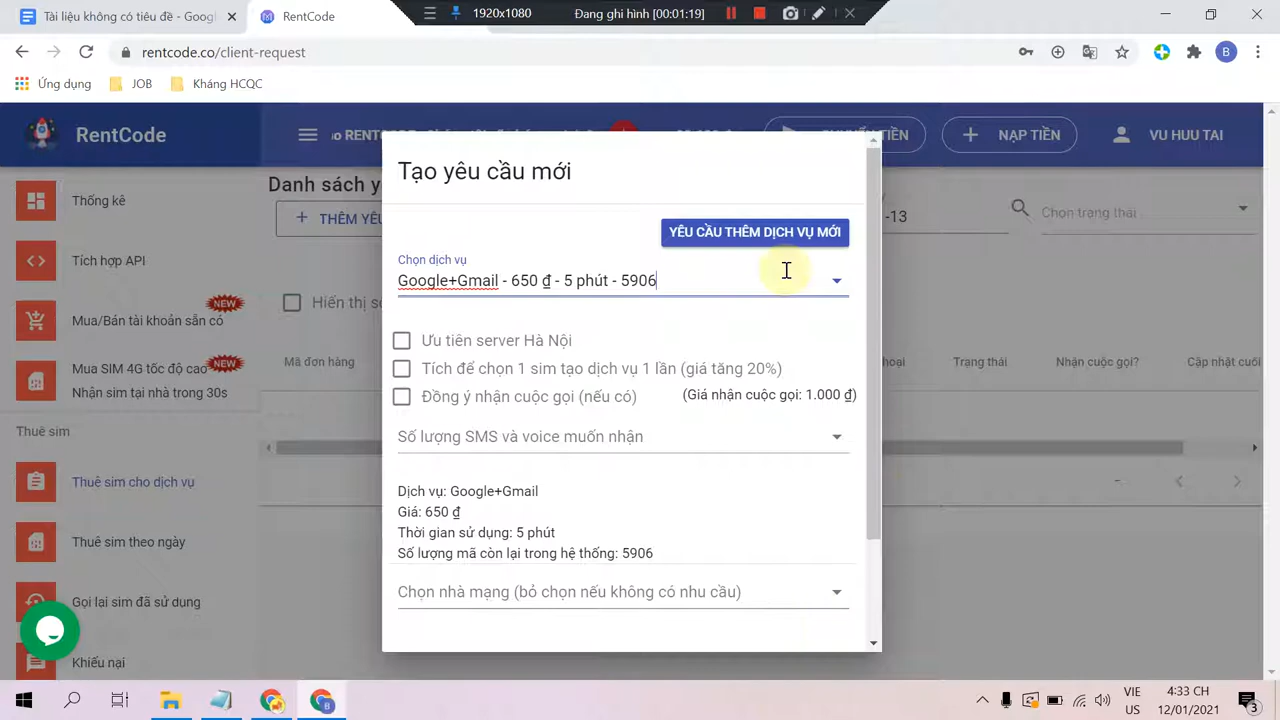 Tài liệu không có tiêu đề - Googl
RentCode
1920x1080
Đang ghi hình [00:01:19]
rentcode.co/client-request
B
Ứng dụng
JOB
Kháng HCQC
RentCode
NẠP TIỀN
VU HUU TAI
Thống kê
Tích hợp API
Mua/Bán tài khoản sẵn có
NEW
Mua SIM 4G tốc độ cao
NEW
Nhận sim tại nhà trong 30s
Thuê sim
Thuê sim cho dịch vụ
Thuê sim theo ngày
Gọi lại sim đã sử dụng
Khiếu nại
Danh sách y
THÊM YÊU
-13
Chọn trạng thái
Hiển thị s
Mã đơn hàng
Trạng thái
Nhận cuộc gọi?
Cập nhật cuối
Tạo yêu cầu mới
YÊU CẦU THÊM DỊCH VỤ MỚI
Chọn dịch vụ
Google+Gmail - 650 ₫ - 5 phút - 5906
Ưu tiên server Hà Nội
Tích để chọn 1 sim tạo dịch vụ 1 lần (giá tăng 20%)
Đồng ý nhận cuộc gọi (nếu có)
(Giá nhận cuộc gọi: 1.000 ₫)
Số lượng SMS và voice muốn nhận
Dịch vụ: Google+Gmail
Giá: 650 ₫
Thời gian sử dụng: 5 phút
Số lượng mã còn lại trong hệ thống: 5906
Chọn nhà mạng (bỏ chọn nếu không có nhu cầu)
VIE
US
4:33 CH
12/01/2021
3